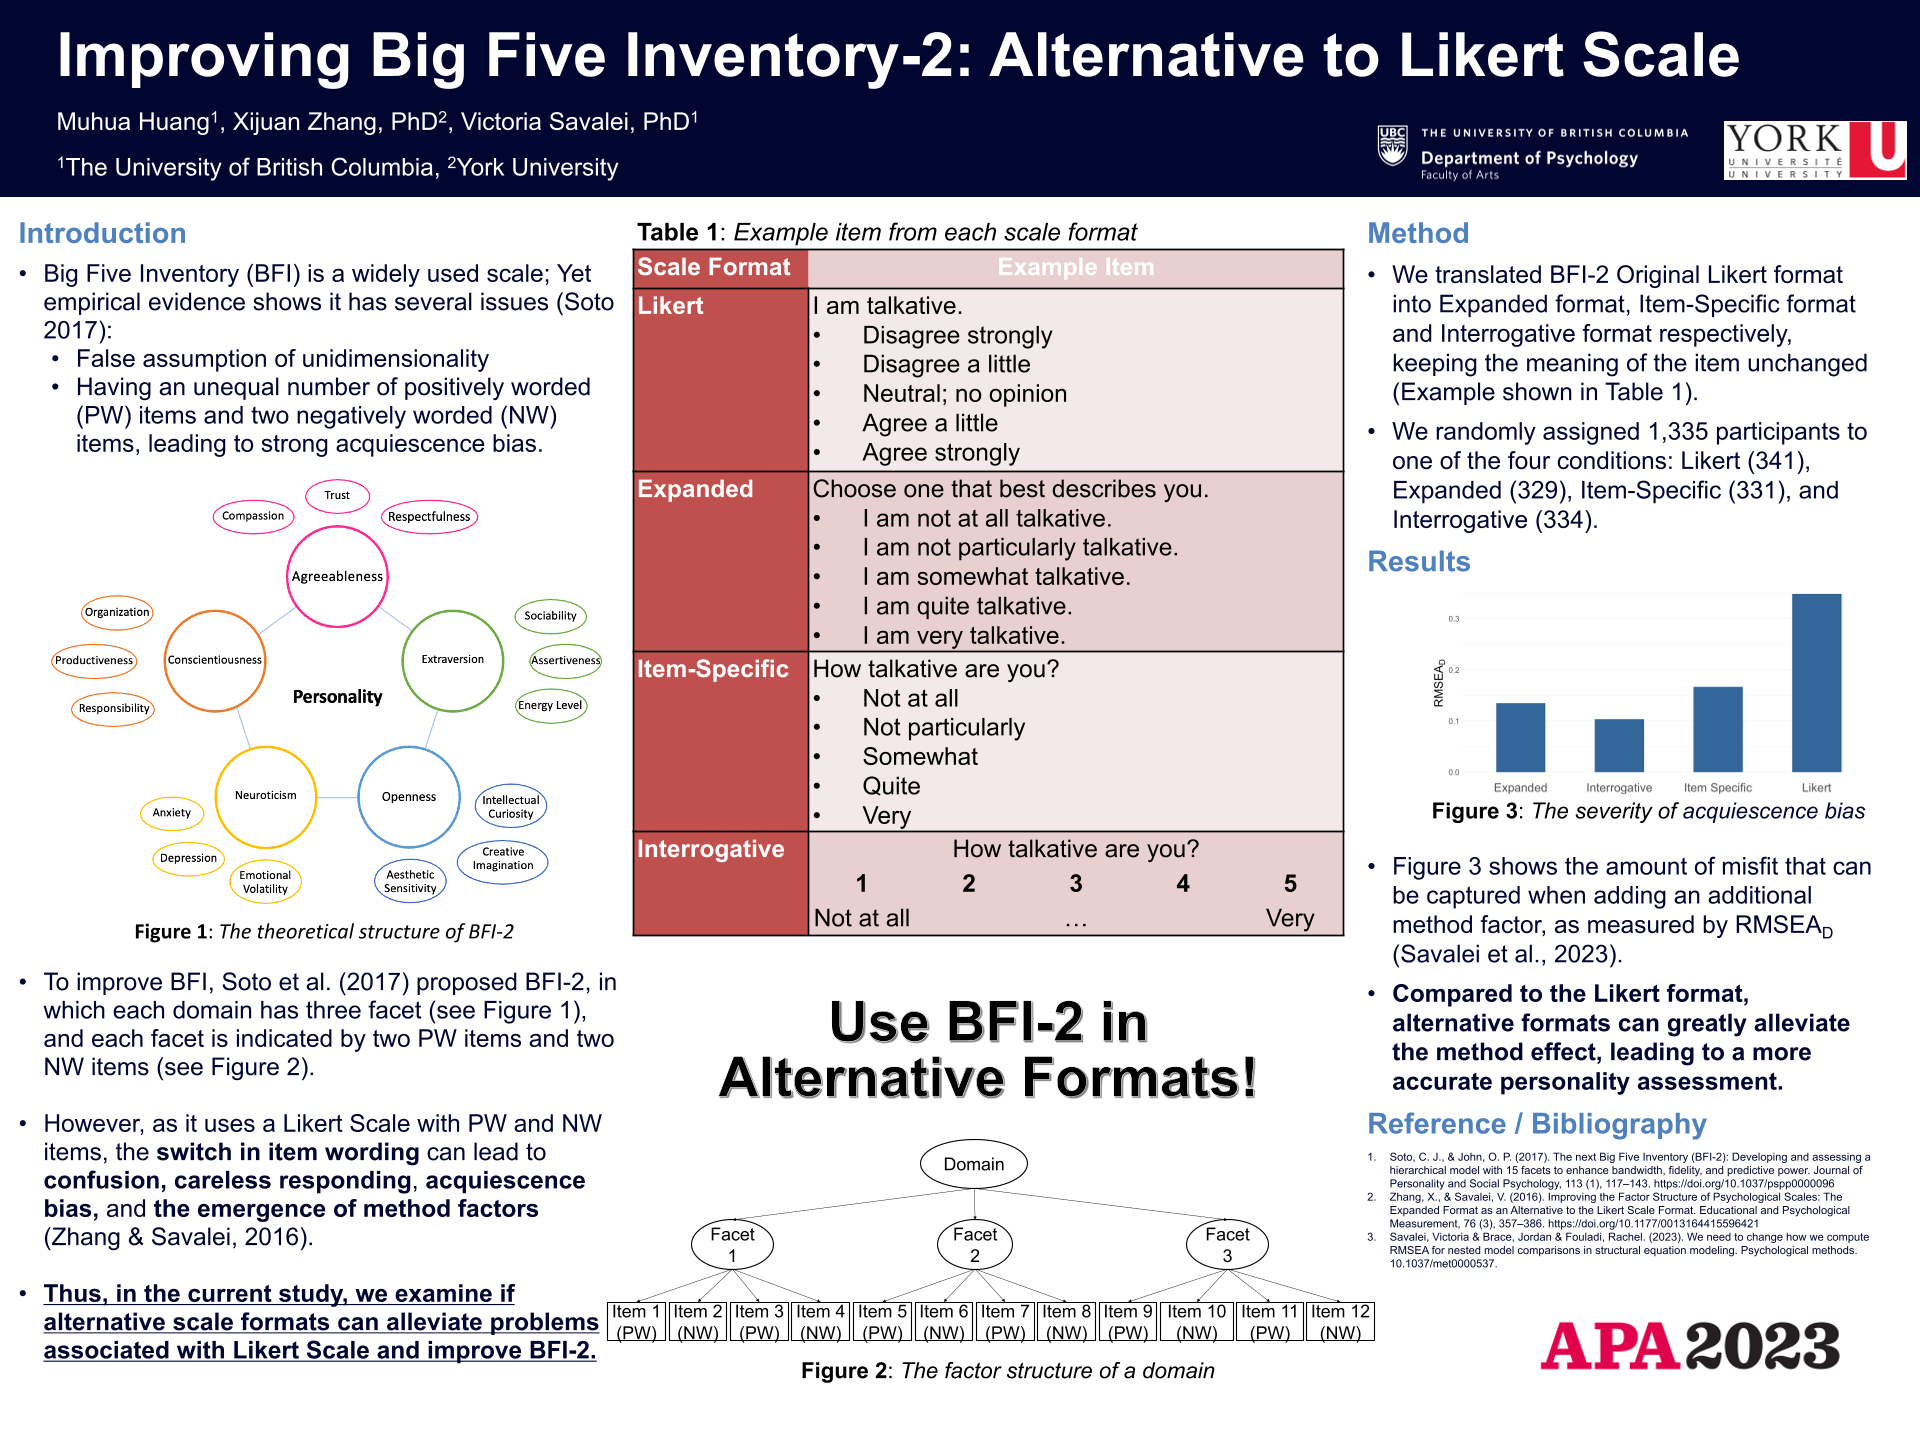 Improving Big Five Inventory-2: Alternative to Likert Scale
Muhua Huang1, Xijuan Zhang, PhD2, Victoria Savalei, PhD1
1The University of British Columbia, 2York University
UBC
THE UNIVERSITY OF BRITISH COLUMBIA
Department of Psychology
Faculty of Arts
YORK U
UNIVERSITÉ
UNIVERSITY
Introduction
• Big Five Inventory (BFI) is a widely used scale; Yet
empirical evidence shows it has several issues (Soto
2017):
• False assumption of unidimensionality
• Having an unequal number of positively worded
(PW) items and two negatively worded (NW)
items, leading to strong acquiescence bias.
Trust
Compassion
Respectfulness
Agreeableness
Organization
Productiveness
Responsibility
Conscientiousness
Extraversion
Sociability
Assertiveness
Energy Level
Personality
Neuroticism
Openness
Anxiety
Depression
Emotional
Volatility
Intellectual
Curiosity
Creative
Imagination
Aesthetic
Sensitivity
Figure 1: The theoretical structure of BFI-2
• To improve BFI, Soto et al. (2017) proposed BFI-2, in
which each domain has three facet (see Figure 1),
and each facet is indicated by two PW items and two
NW items (see Figure 2).
• However, as it uses a Likert Scale with PW and NW
items, the switch in item wording can lead to
confusion, careless responding, acquiescence
bias, and the emergence of method factors
(Zhang & Savalei, 2016).
• Thus, in the current study, we examine if
alternative scale formats can alleviate problems
associated with Likert Scale and improve BFI-2.
Table 1: Example item from each scale format
Scale Format Example Item
Likert I am talkative.
• Disagree strongly
• Disagree a little
• Neutral; no opinion
• Agree a little
• Agree strongly
Expanded Choose one that best describes you.
• I am not at all talkative.
• I am not particularly talkative.
• I am somewhat talkative.
• I am quite talkative.
• I am very talkative.
Item-Specific How talkative are you?
• Not at all
• Not particularly
• Somewhat
• Quite
• Very
Interrogative How talkative are you?
1 2 3 4 5
Not at all … Very
Use BFI-2 in
Alternative Formats!
Domain
Facet
1
Facet
2
Facet
3
Item 1 Item 2 Item 3 Item 4 Item 5 Item 6 Item 7 Item 8 Item 9 Item 10 Item 11 Item 12
(PW) (NW) (PW) (NW) (PW) (NW) (PW) (NW) (PW) (NW) (PW) (NW)
Figure 2: The factor structure of a domain
Method
• We translated BFI-2 Original Likert format
into Expanded format, Item-Specific format
and Interrogative format respectively,
keeping the meaning of the item unchanged
(Example shown in Table 1).
• We randomly assigned 1,335 participants to
one of the four conditions: Likert (341),
Expanded (329), Item-Specific (331), and
Interrogative (334).
Results
RMSEAD
0.3
0.2
0.1
0.0
Expanded Interrogative Item Specific Likert
Figure 3: The severity of acquiescence bias
• Figure 3 shows the amount of misfit that can
be captured when adding an additional
method factor, as measured by RMSEAD
(Savalei et al., 2023).
• Compared to the Likert format,
alternative formats can greatly alleviate
the method effect, leading to a more
accurate personality assessment.
Reference / Bibliography
1. Soto, C. J., & John, O. P. (2017). The next Big Five Inventory (BFI-2): Developing and assessing a
hierarchical model with 15 facets to enhance bandwidth, fidelity, and predictive power. Journal of
Personality and Social Psychology, 113 (1), 117–143. https://doi.org/10.1037/pspp0000096
2. Zhang, X., & Savalei, V. (2016). Improving the Factor Structure of Psychological Scales: The
Expanded Format as an Alternative to the Likert Scale Format. Educational and Psychological
Measurement, 76 (3), 357–386. https://doi.org/10.1177/0013164415596421
3. Savalei, Victoria & Brace, Jordan & Fouladi, Rachel. (2023). We need to change how we compute
RMSEA for nested model comparisons in structural equation modeling. Psychological methods.
10.1037/met0000537.
APA2023